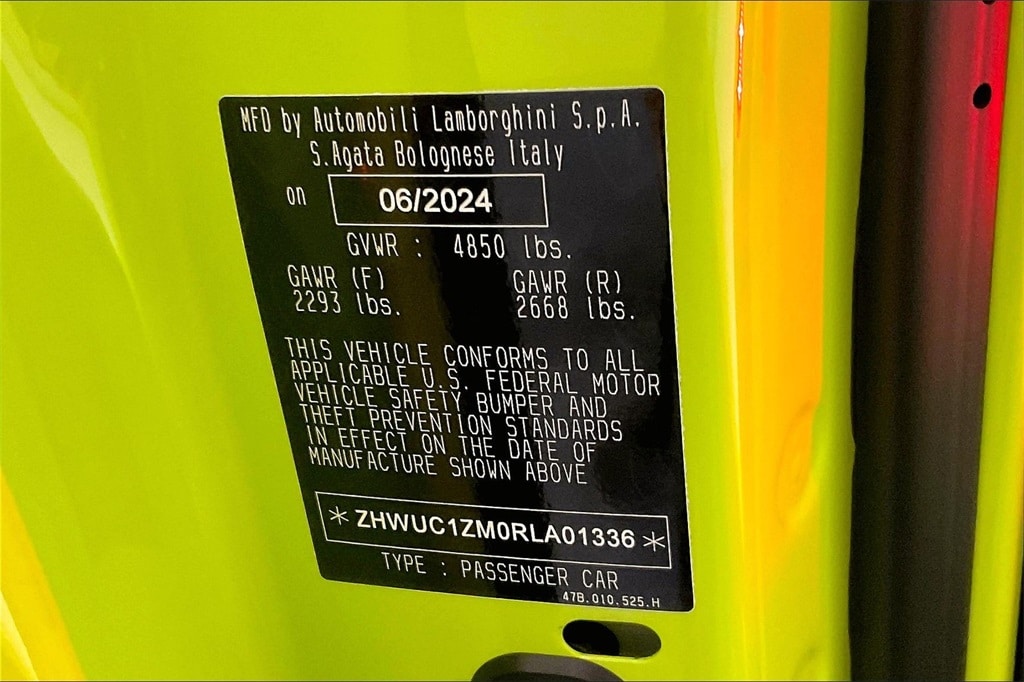 MFD by Automobili Lamborghini S.p.A.
S.Agata Bolognese Italy
on 06/2024
GVWR : 4850 lbs.
GAWR (F) GAWR (R)
2293 lbs. 2668 lbs.
THIS VEHICLE CONFORMS TO ALL
APPLICABLE U.S. FEDERAL MOTOR
VEHICLE SAFETY BUMPER AND
THEFT PREVENTION STANDARDS
IN EFFECT ON THE DATE OF
MANUFACTURE SHOWN ABOVE
* ZHWUC1ZM0RLA01336 *
TYPE : PASSENGER CAR
47B.010.525.H